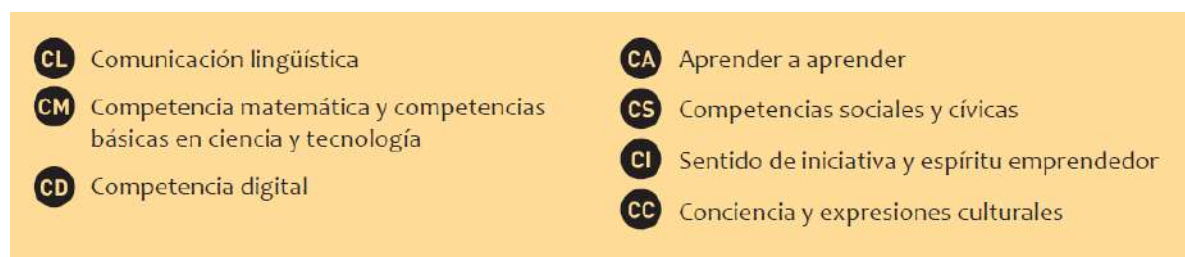 CL Comunicación lingüística
CM Competencia matemática y competencias
básicas en ciencia y tecnología
CD Competencia digital
CA Aprender a aprender
CS Competencias sociales y cívicas
CI Sentido de iniciativa y espíritu emprendedor
CC Conciencia y expresiones culturales